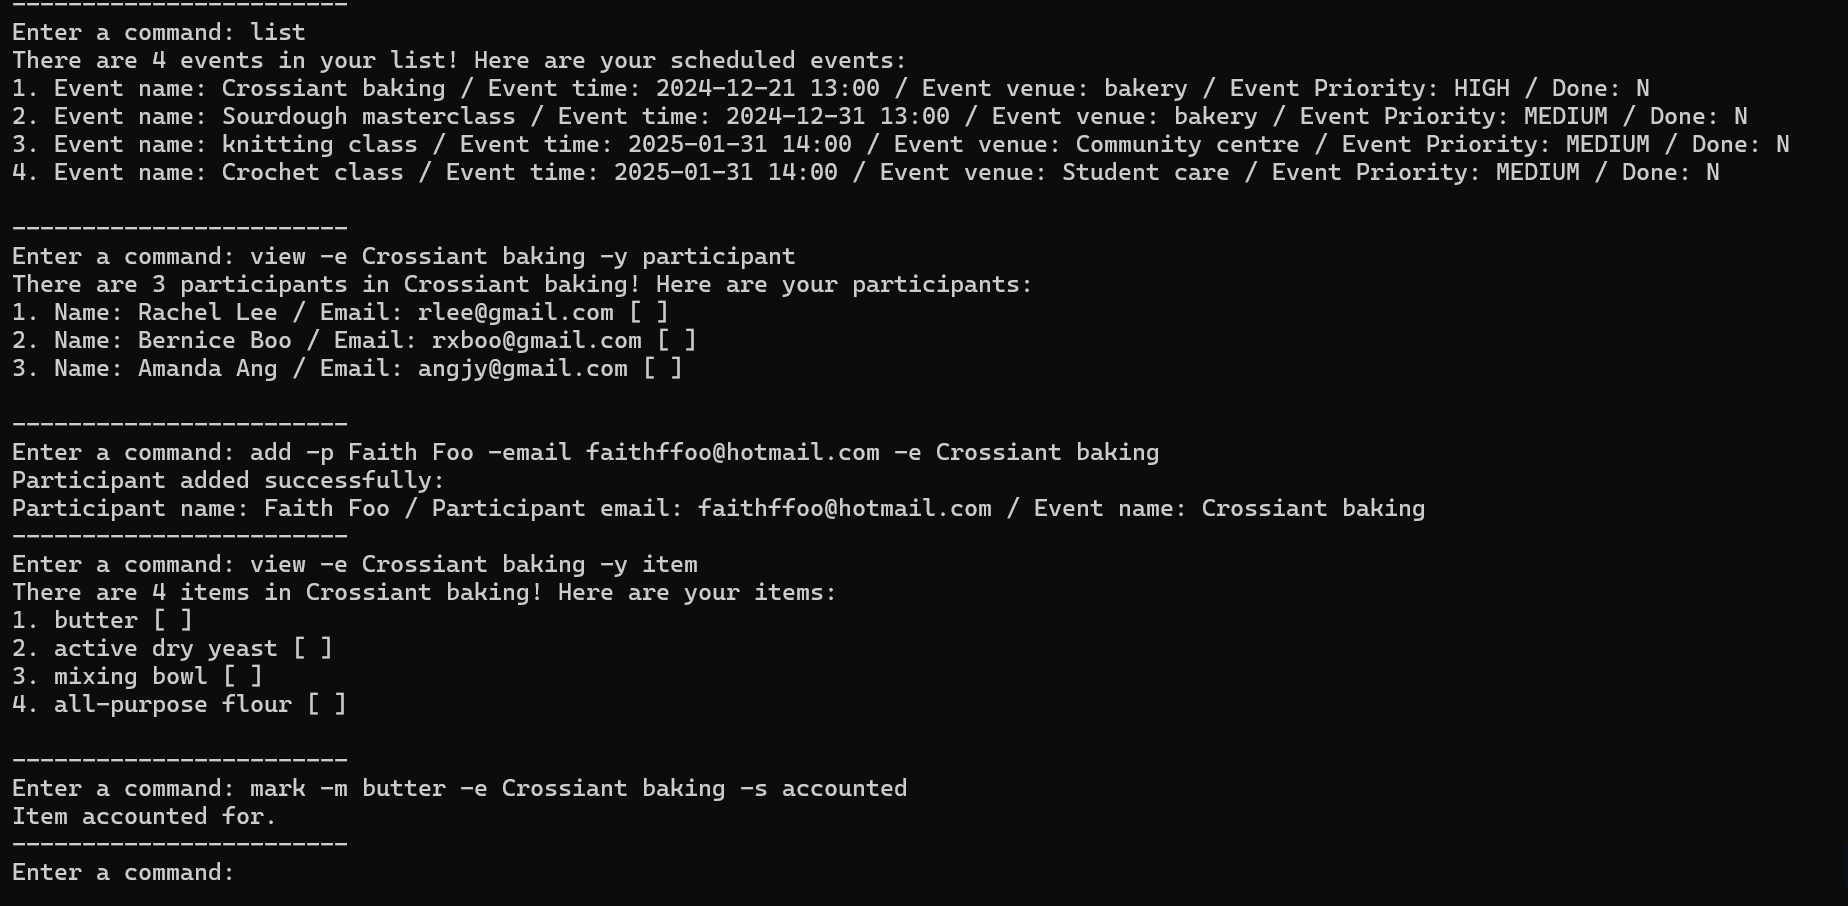 ------------------------
Enter a command: list
There are 4 events in your list! Here are your scheduled events:
1. Event name: Crossiant baking / Event time: 2024-12-21 13:00 / Event venue: bakery / Event Priority: HIGH / Done: N
2. Event name: Sourdough masterclass / Event time: 2024-12-31 13:00 / Event venue: bakery / Event Priority: MEDIUM / Done: N
3. Event name: knitting class / Event time: 2025-01-31 14:00 / Event venue: Community centre / Event Priority: MEDIUM / Done: N
4. Event name: Crochet class / Event time: 2025-01-31 14:00 / Event venue: Student care / Event Priority: MEDIUM / Done: N

------------------------
Enter a command: view -e Crossiant baking -y participant
There are 3 participants in Crossiant baking! Here are your participants:
1. Name: Rachel Lee / Email: rlee@gmail.com [ ]
2. Name: Bernice Boo / Email: rxboo@gmail.com [ ]
3. Name: Amanda Ang / Email: angjy@gmail.com [ ]

------------------------
Enter a command: add -p Faith Foo -email faithffoo@hotmail.com -e Crossiant baking
Participant added successfully:
Participant name: Faith Foo / Participant email: faithffoo@hotmail.com / Event name: Crossiant baking
------------------------
Enter a command: view -e Crossiant baking -y item
There are 4 items in Crossiant baking! Here are your items:
1. butter [ ]
2. active dry yeast [ ]
3. mixing bowl [ ]
4. all-purpose flour [ ]

------------------------
Enter a command: mark -m butter -e Crossiant baking -s accounted
Item accounted for.
------------------------
Enter a command: